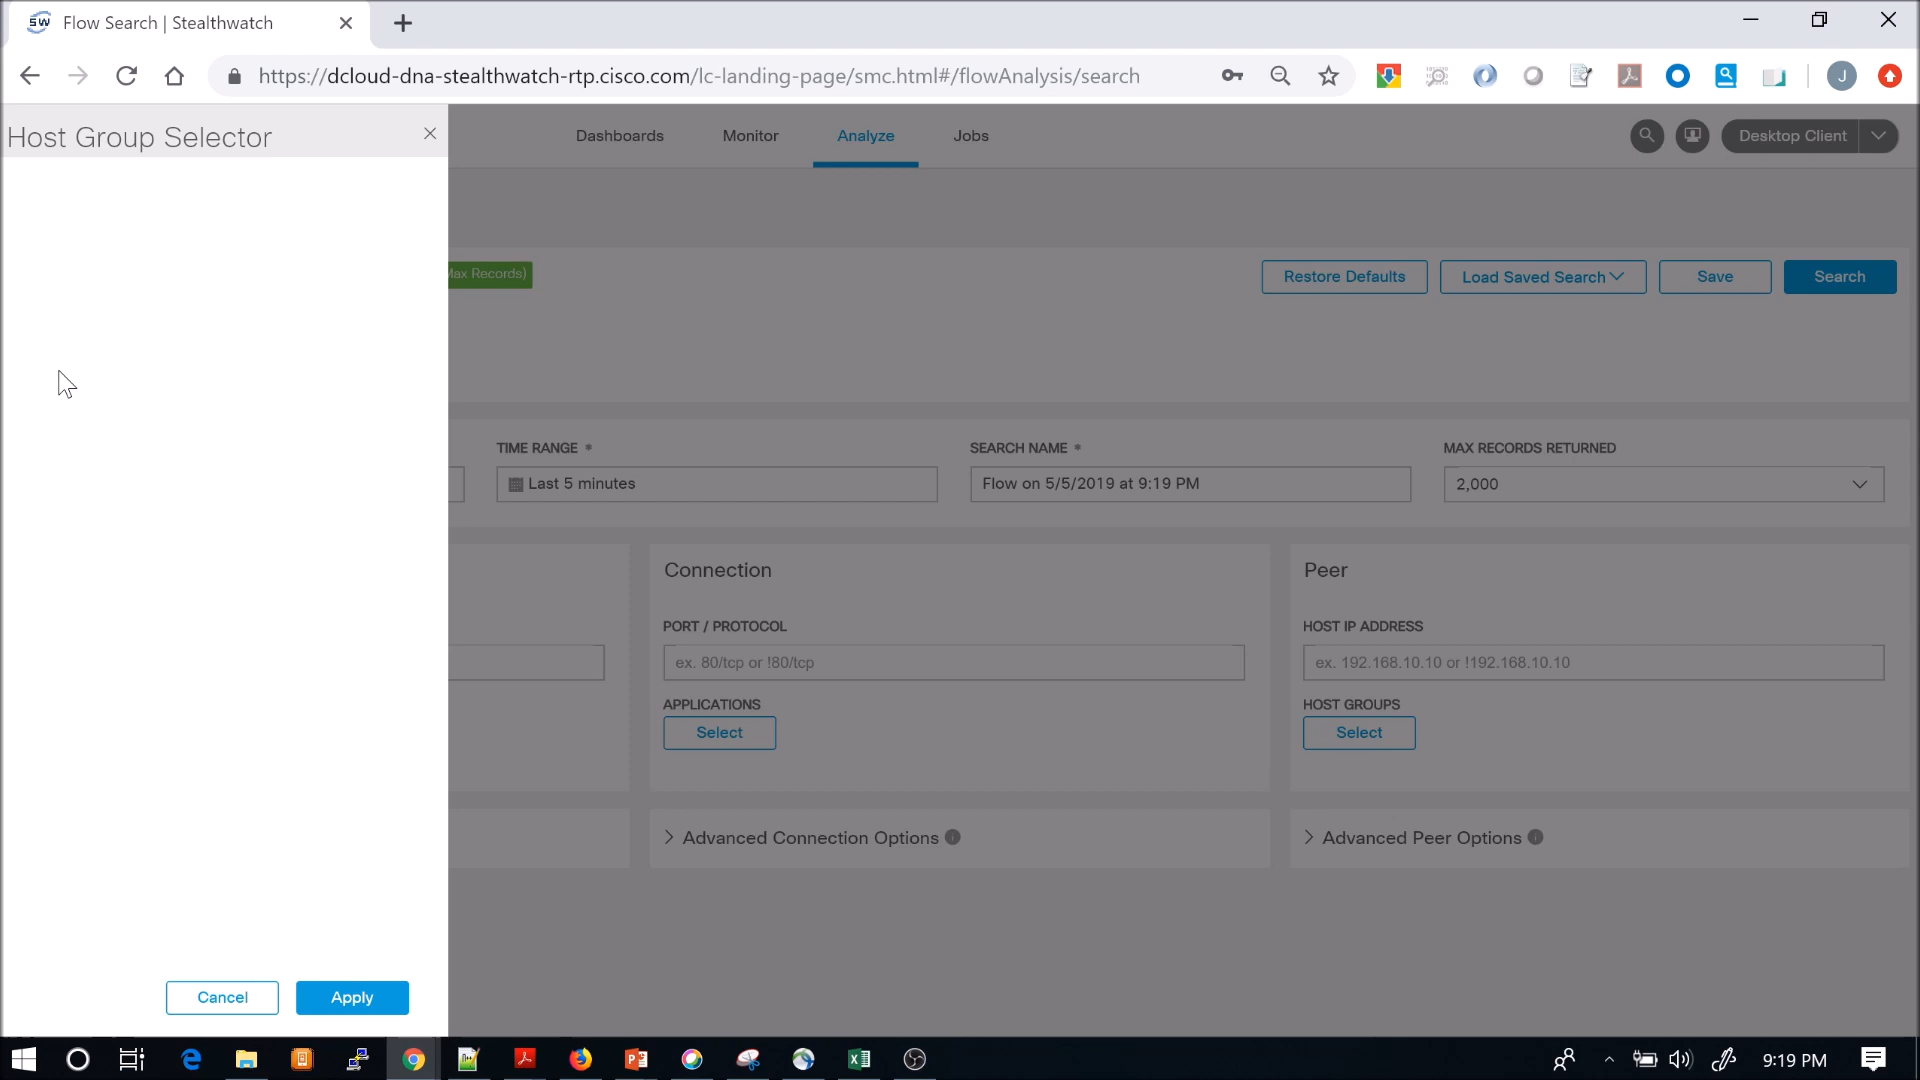 Flow Search | Stealthwatch
https://dcloud-dna-stealthwatch-rtp.cisco.com/lc-landing-page/smc.html#/flowAnalysis/search
J
Host Group Selector
Dashboards Monitor Analyze Jobs
Desktop Client
Max Records)
Restore Defaults Load Saved Search Save Search
TIME RANGE * SEARCH NAME * MAX RECORDS RETURNED
Last 5 minutes Flow on 5/5/2019 at 9:19 PM 2,000
Connection Peer
PORT / PROTOCOL HOST IP ADDRESS
ex. 80/tcp or !80/tcp ex. 192.168.10.10 or !192.168.10.10
APPLICATIONS HOST GROUPS
Select Select
Advanced Connection Options Advanced Peer Options
Cancel Apply
9:19 PM